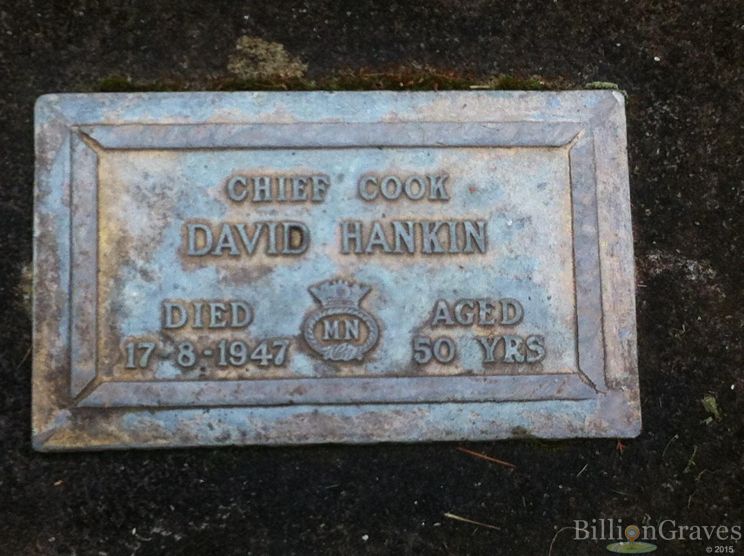 CHIEF COOK
DAVID HANKIN
DIED
17-8-1947
MN
AGED
50 YRS
BillionGraves
© 2015